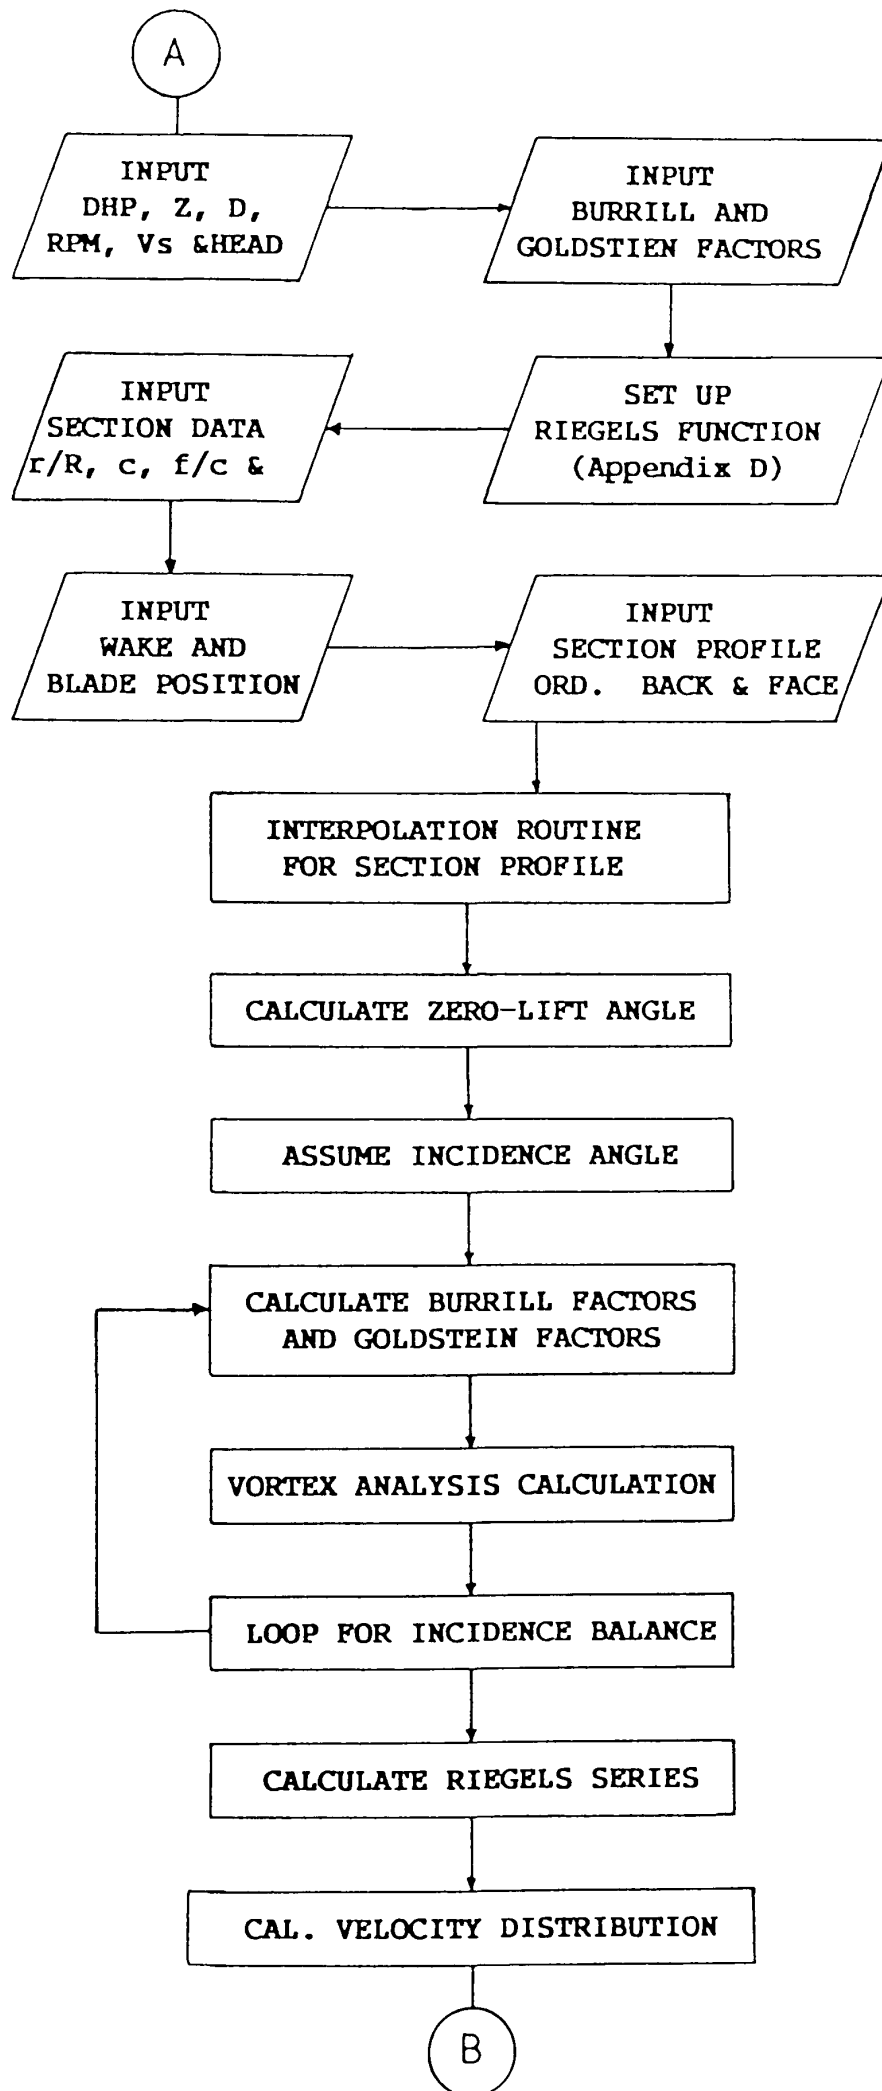 A
INPUT
DHP, Z, D,
RPM, Vs &HEAD
INPUT
BURRILL AND
GOLDSTIEN FACTORS
SET UP
RIEGELS FUNCTION
(Appendix D)
INPUT
SECTION DATA
r/R, c, f/c &
INPUT
WAKE AND
BLADE POSITION
INPUT
SECTION PROFILE
ORD. BACK & FACE
INTERPOLATION ROUTINE
FOR SECTION PROFILE
CALCULATE ZERO-LIFT ANGLE
ASSUME INCIDENCE ANGLE
CALCULATE BURRILL FACTORS
AND GOLDSTEIN FACTORS
VORTEX ANALYSIS CALCULATION
LOOP FOR INCIDENCE BALANCE
CALCULATE RIEGELS SERIES
CAL. VELOCITY DISTRIBUTION
B